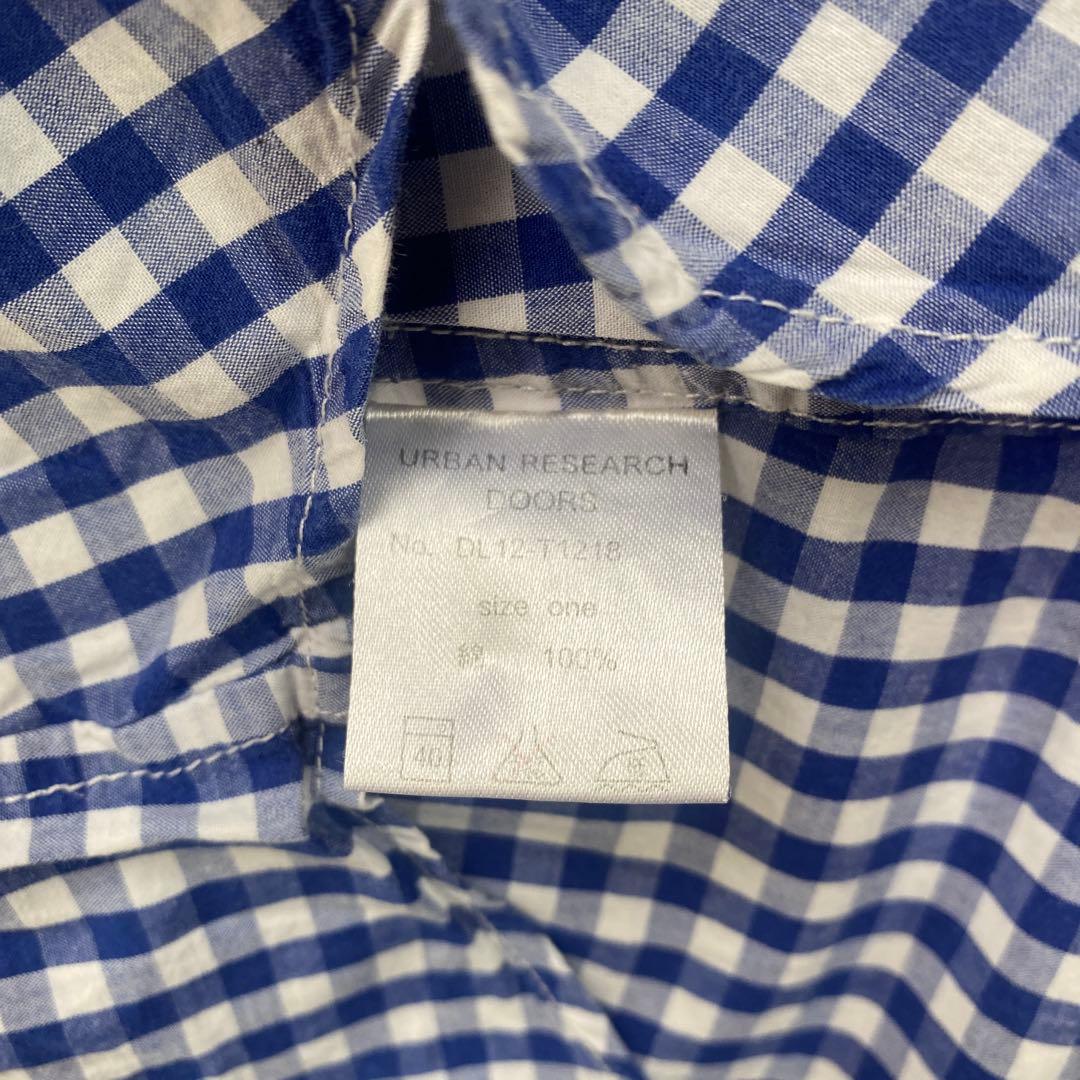 URBAN RESEARCH
DOORS
No. DL12-T1218
size one
綿 100%
40